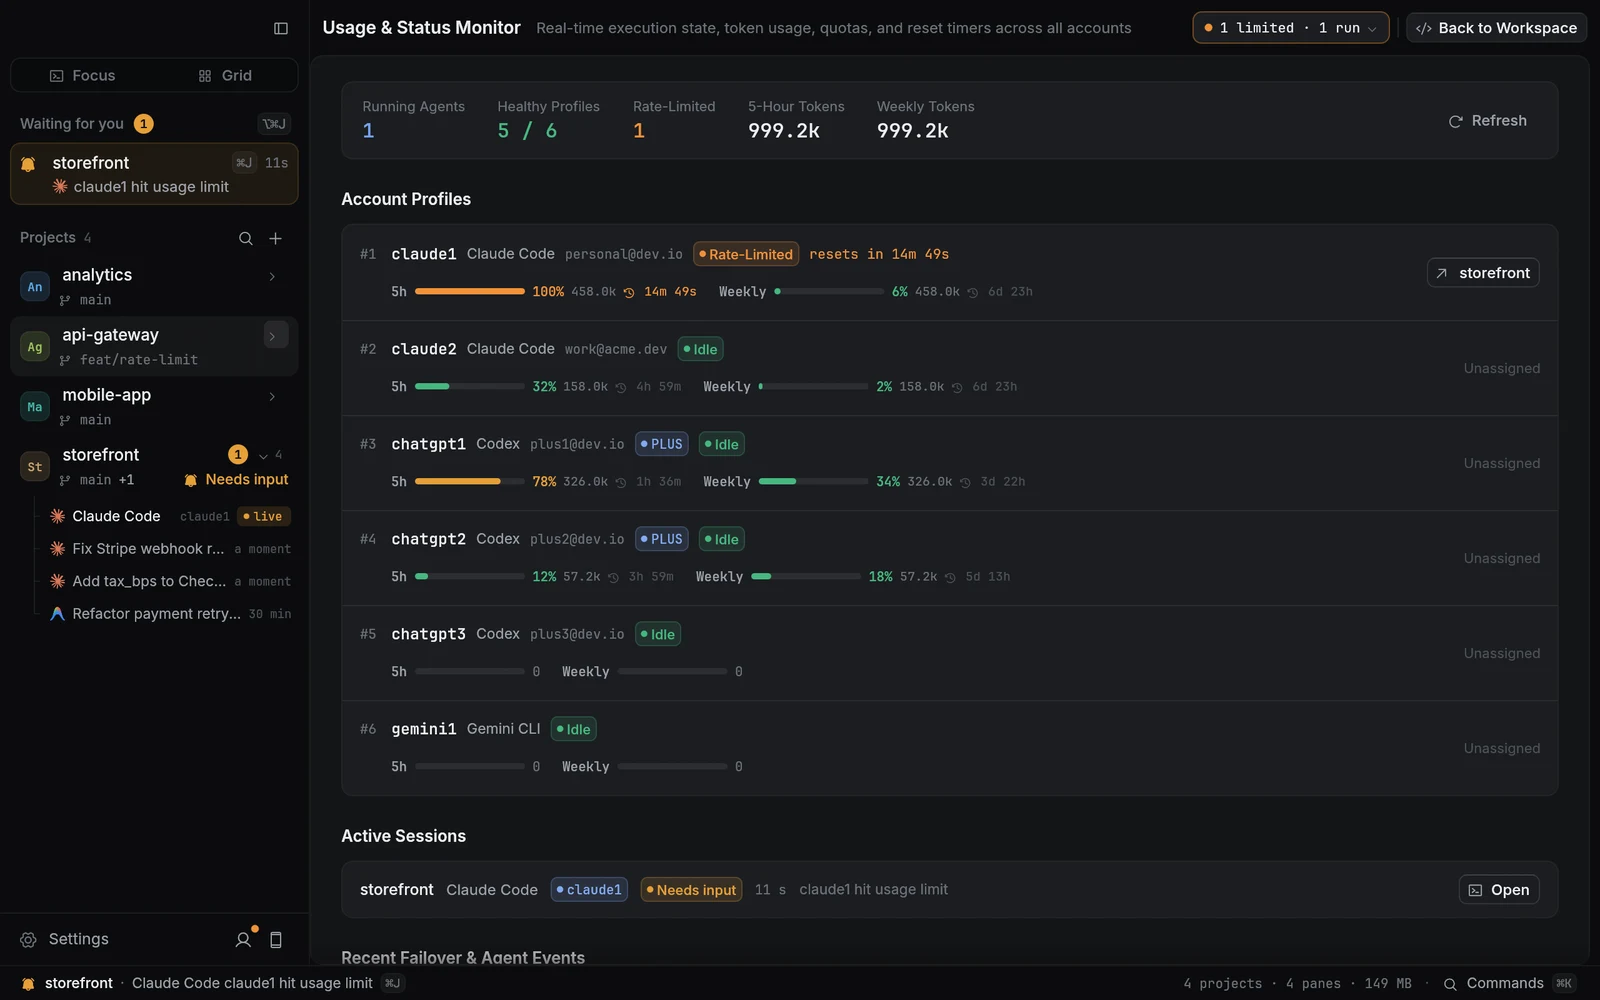 Usage & Status Monitor Real-time execution state, token usage, quotas, and reset timers across all accounts
1 limited · 1 run
Back to Workspace
Focus Grid
Waiting for you 1 ⌥⌘J
storefront ⌘J 11s
claude1 hit usage limit
Projects 4
An analytics
main
Ag api-gateway
feat/rate-limit
Ma mobile-app
main
St storefront 1 4
main +1 Needs input
Claude Code claude1 live
Fix Stripe webhook r... a moment
Add tax_bps to Chec... a moment
Refactor payment retry... 30 min
Settings
Running Agents Healthy Profiles Rate-Limited 5-Hour Tokens Weekly Tokens
1 5 / 6 1 999.2k 999.2k
Refresh
Account Profiles
#1 claude1 Claude Code personal@dev.io Rate-Limited resets in 14m 49s
5h 100% 458.0k 14m 49s Weekly 6% 458.0k 6d 23h
storefront
#2 claude2 Claude Code work@acme.dev Idle
5h 32% 158.0k 4h 59m Weekly 2% 158.0k 6d 23h
Unassigned
#3 chatgpt1 Codex plus1@dev.io PLUS Idle
5h 78% 326.0k 1h 36m Weekly 34% 326.0k 3d 22h
Unassigned
#4 chatgpt2 Codex plus2@dev.io PLUS Idle
5h 12% 57.2k 3h 59m Weekly 18% 57.2k 5d 13h
Unassigned
#5 chatgpt3 Codex plus3@dev.io Idle
5h 0 Weekly 0
Unassigned
#6 gemini1 Gemini CLI Idle
5h 0 Weekly 0
Unassigned
Active Sessions
storefront Claude Code claude1 Needs input 11 s claude1 hit usage limit
Open
Recent Failover & Agent Events
storefront · Claude Code claude1 hit usage limit ⌘J
4 projects · 4 panes · 149 MB · Commands ⌘K